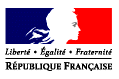 Liberté • Égalité • Fraternité
RÉPUBLIQUE FRANÇAISE